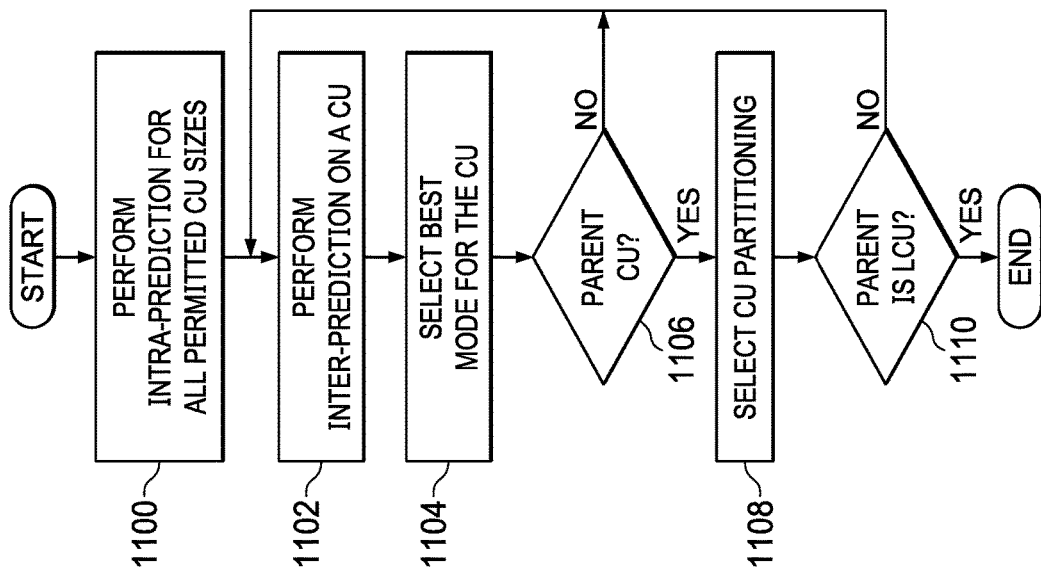 START
PERFORM
INTRA-PREDICTION FOR
ALL PERMITTED CU SIZES
1100
PERFORM
INTER-PREDICTION ON A CU
1102
SELECT BEST
MODE FOR THE CU
1104
PARENT
CU?
NO
YES
1106
SELECT CU PARTITIONING
1108
PARENT
IS LCU?
NO
YES
1110
END